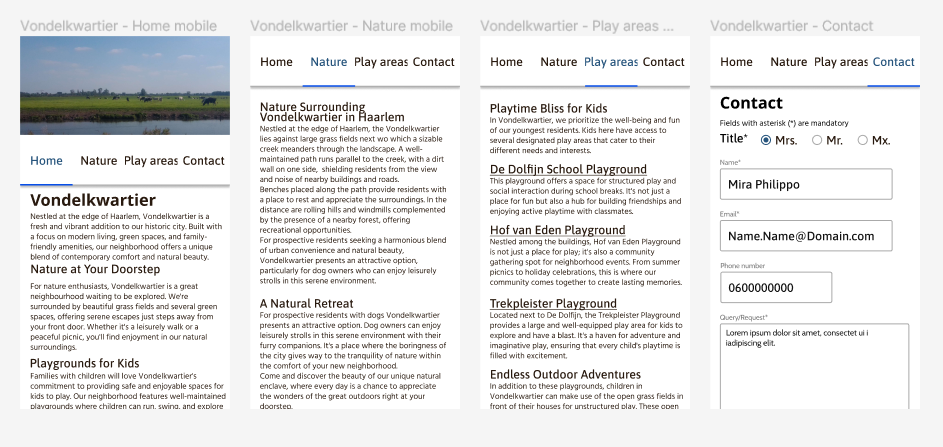 Vondelkwartier - Home mobile
Home
Nature
Play areas
Contact
Vondelkwartier
Nestled at the edge of Haarlem, Vondelkwartier is a
fresh and vibrant addition to our historic city. Built with
a focus on modern living, green spaces, and family-
friendly amenities, our neighborhood offers a unique
blend of contemporary comfort and natural beauty.
Nature at Your Doorstep
For nature enthusiasts, Vondelkwartier is a great
neighbourhood waiting to be explored. We're
surrounded by beautiful grass fields and several green
spaces, offering serene escapes just steps away from
your front door. Whether it's a leisurely walk or a
peaceful picnic, you'll find enjoyment in our natural
surroundings.
Playgrounds for Kids
Families with children will love Vondelkwartier's
commitment to providing safe and enjoyable spaces for
kids to play. Our neighborhood features well-maintained
playgrounds where children can run, swing, and explore
Vondelkwartier - Nature mobile
Home
Nature
Play areas
Contact
Nature Surrounding
Vondelkwartier in Haarlem
Nestled at the edge of Haarlem, the Vondelkwartier
lies against large grass fields next wo which a sizable
creek meanders through the landscape. A well-
maintained path runs parallel to the creek, with a dirt
wall on one side, shielding residents from the view
and noise of nearby buildings and roads.
Benches placed along the path provide residents with
a place to rest and appreciate the surroundings. In the
distance are rolling hills and windmills complemented
by the presence of a nearby forest, offering
recreational opportunities.
For prospective residents seeking a harmonious blend
of urban convenience and natural beauty,
Vondelkwartier presents an attractive option,
particularly for dog owners who can enjoy leisurely
strolls in this serene environment.
A Natural Retreat
For prospective residents with dogs Vondelkwartier
presents an attractive option. Dog owners can enjoy
leisurely strolls in this serene environment with their
furry companions. It's a place where the boringness of
the city gives way to the tranquility of nature within
the comfort of your new neighborhood.
Come and discover the beauty of our unique natural
enclave, where every day is a chance to appreciate
the wonders of the great outdoors right at your
doorstep.
Vondelkwartier - Play areas ...
Home
Nature
Play areas
Contact
Playtime Bliss for Kids
In Vondelkwartier, we prioritize the well-being and fun
of our youngest residents. Kids here have access to
several designated play areas that cater to their
different needs and interests.
De Dolfijn School Playground
This playground offers a space for structured play and
social interaction during school breaks. It's not just a
place for fun but also a hub for building friendships and
enjoying active playtime with classmates.
Hof van Eden Playground
Nestled among the buildings, Hof van Eden Playground
is not just a place for play; it's also a community
gathering spot for neighborhood events. From summer
picnics to holiday celebrations, this is where our
community comes together to create lasting memories.
Trekpleister Playground
Located next to De Dolfijn, the Trekpleister Playground
provides a large and well-equipped play area for kids to
explore and have a blast. It's a haven for adventure and
imaginative play, ensuring that every child's playtime is
filled with excitement.
Endless Outdoor Adventures
In addition to these playgrounds, children in
Vondelkwartier can make use of the open grass fields in
front of their houses for unstructured play. These open
Vondelkwartier - Contact
Home
Nature
Play areas
Contact
Contact
Fields with asterisk (*) are mandatory
Title* Mrs. Mr. Mx.
Name*
Mira Philippo
Email*
Name.Name@Domain.com
Phone number
0600000000
Query/Request*
Lorem ipsum dolor sit amet, consectet ui i
iadipiscing elit.